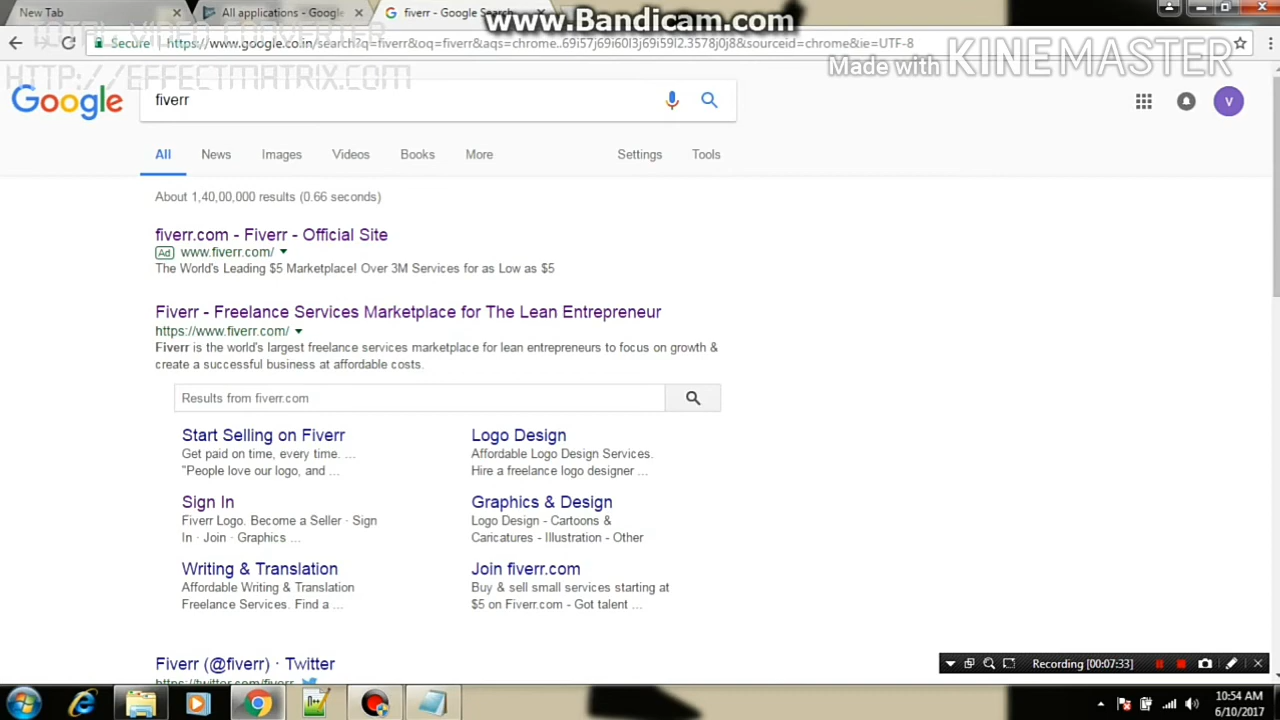 New Tab
All applications - Google
fiverr - Google Search
www.Bandicam.com
TOTAL VIDEO CONVERTER
Secure https://www.google.co.in/search?q=fiverr&oq=fiverr&aqs=chrome..69i57j69i60l3j69i59l2.3578j0j8&sourceid=chrome&ie=UTF-8
Made with KINEMASTER
HTTP://EFFECTMATRIX.COM
Google
fiverr
V
All News Images Videos Books More Settings Tools
About 1,40,00,000 results (0.66 seconds)
fiverr.com - Fiverr - Official Site
Ad www.fiverr.com/
The World's Leading $5 Marketplace! Over 3M Services for as Low as $5
Fiverr - Freelance Services Marketplace for The Lean Entrepreneur
https://www.fiverr.com/
Fiverr is the world's largest freelance services marketplace for lean entrepreneurs to focus on growth &
create a successful business at affordable costs.
Results from fiverr.com
Start Selling on Fiverr
Get paid on time, every time. ...
"People love our logo, and ...
Logo Design
Affordable Logo Design Services.
Hire a freelance logo designer ...
Sign In
Fiverr Logo. Become a Seller · Sign
In · Join · Graphics ...
Graphics & Design
Logo Design - Cartoons &
Caricatures - Illustration - Other
Writing & Translation
Affordable Writing & Translation
Freelance Services. Find a ...
Join fiverr.com
Buy & sell small services starting at
$5 on Fiverr.com - Got talent ...
Fiverr (@fiverr) · Twitter
https://twitter.com/fiverr
Recording [00:07:33]
10:54 AM
6/10/2017